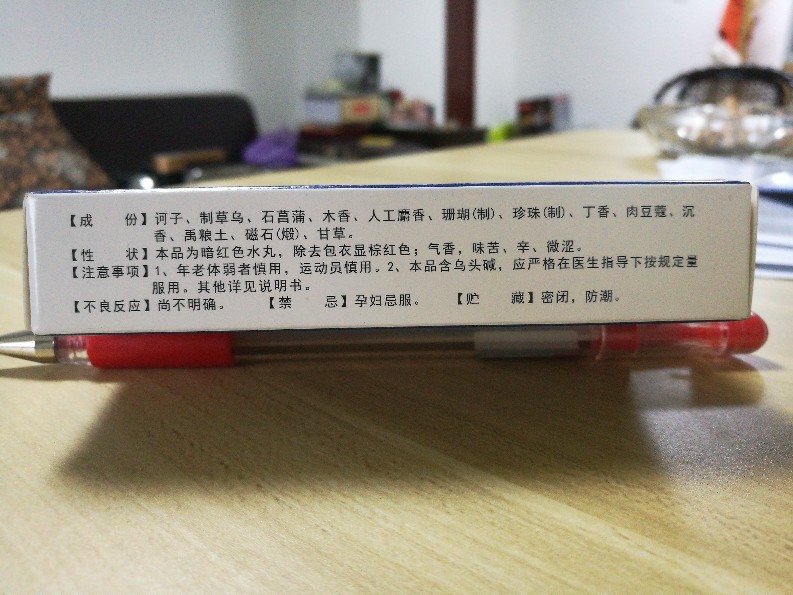 【成 份】诃子、制草乌、石菖蒲、木香、人工麝香、珊瑚(制)、珍珠(制)、丁香、肉豆蔻、沉
香、禹粮土、磁石(煅)、甘草。
【性 状】本品为暗红色水丸，除去包衣显棕红色；气香，味苦、辛、微涩。
【注意事项】1、年老体弱者慎用，运动员慎用。2、本品含乌头碱，应严格在医生指导下按规定量
服用。其他详见说明书。
【不良反应】尚不明确。 【禁 忌】孕妇忌服。 【贮 藏】密闭，防潮。